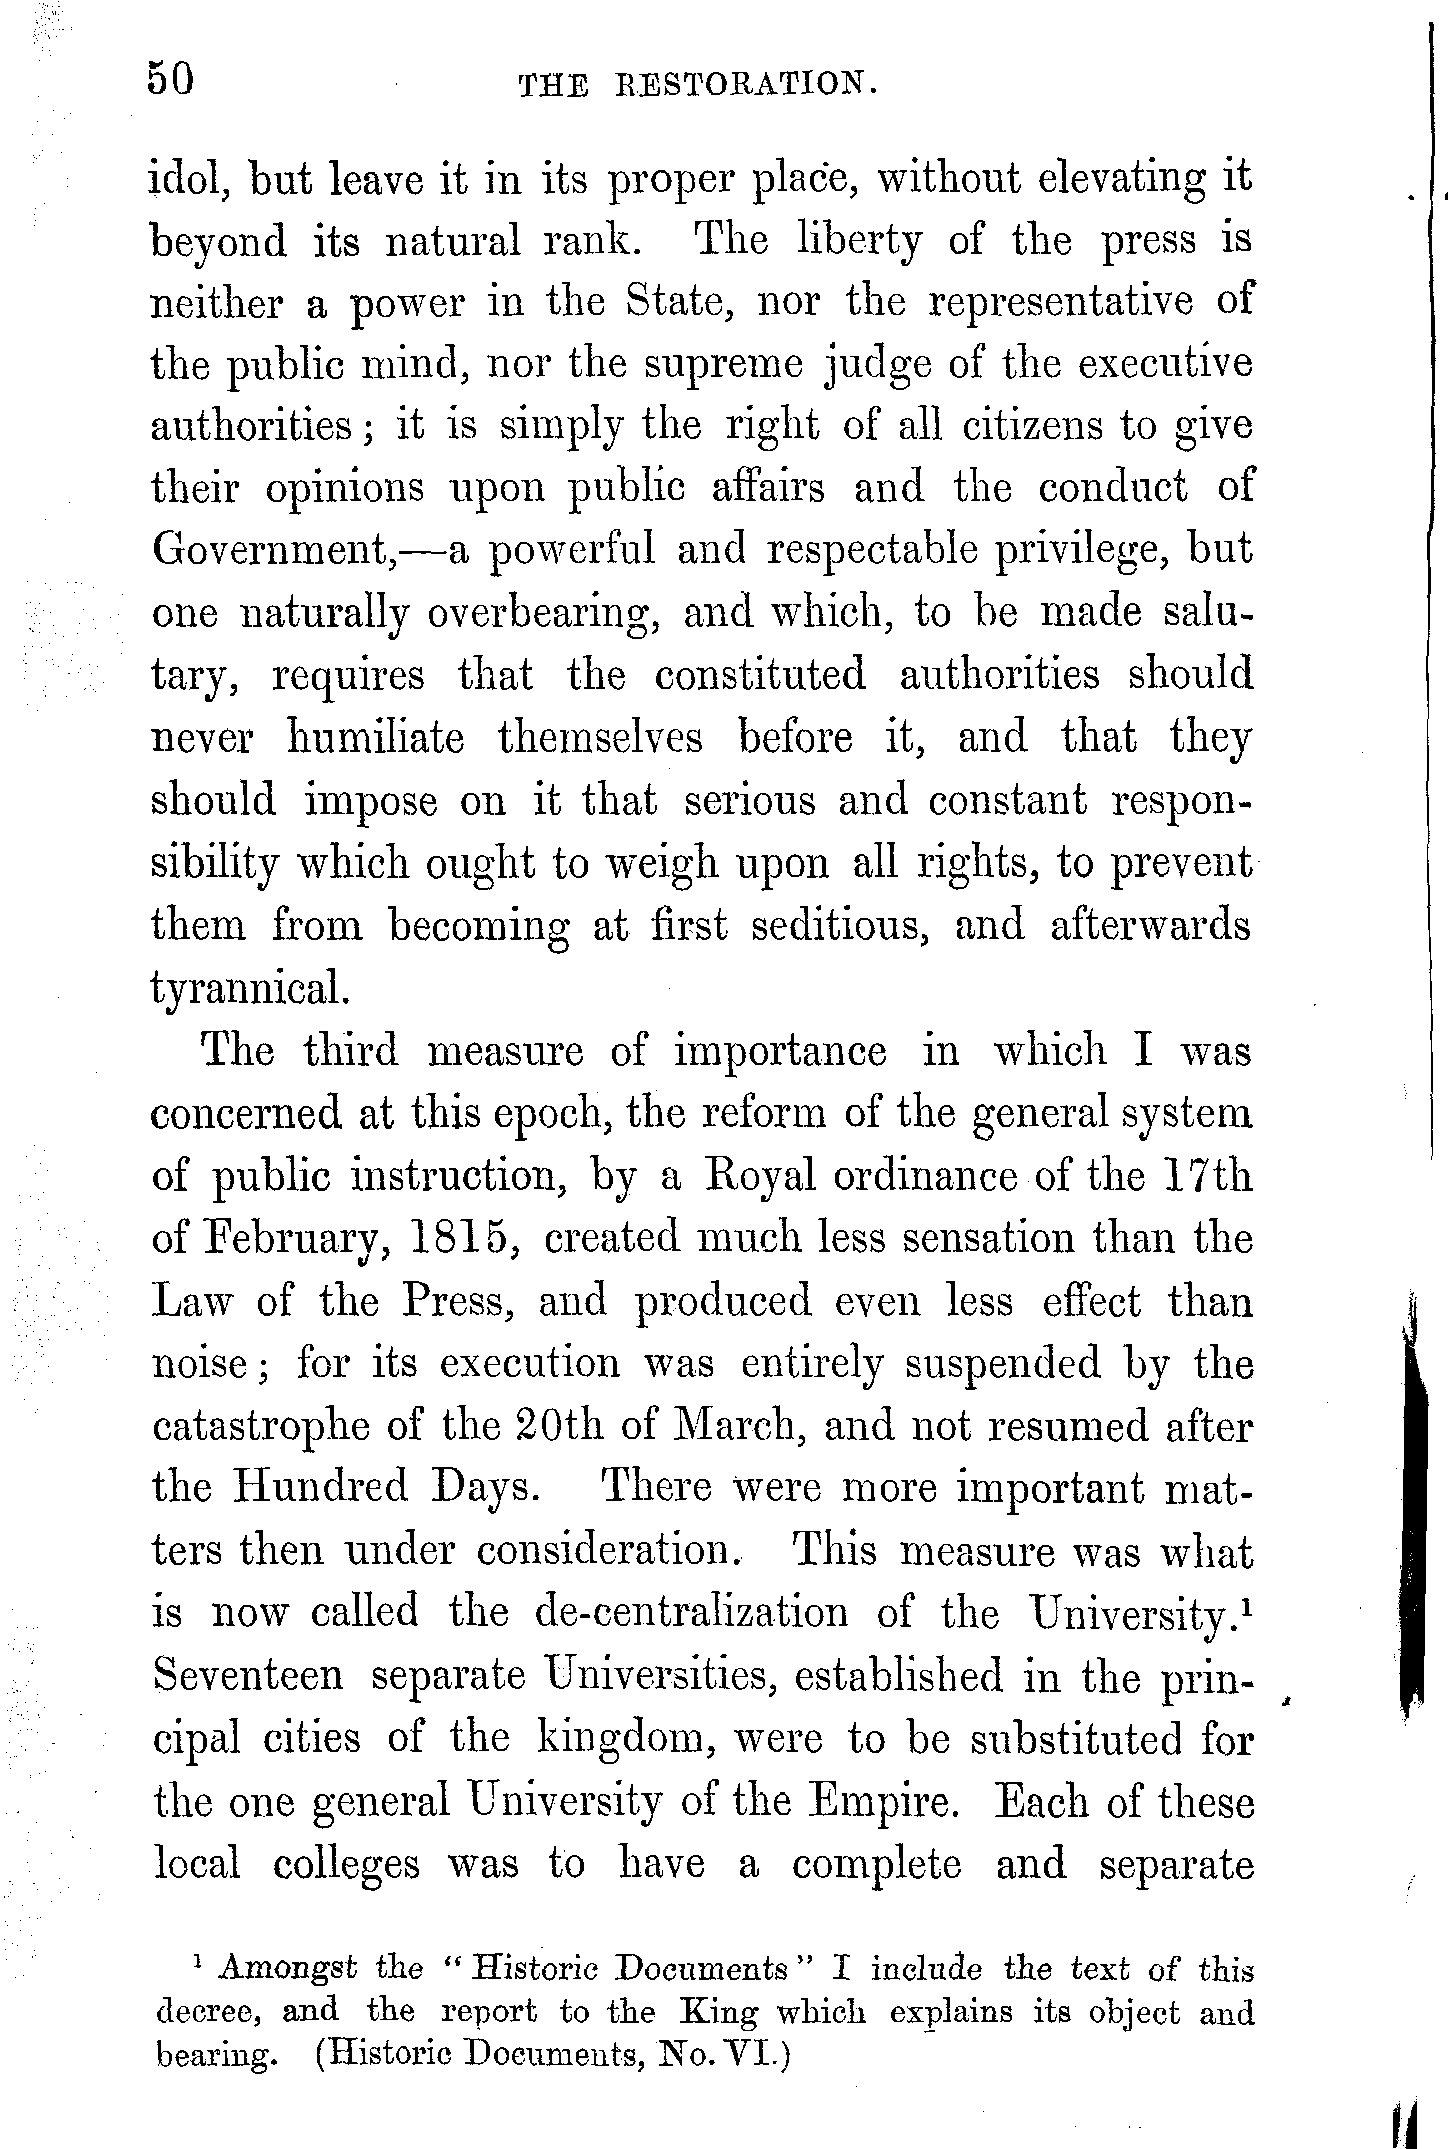 50 THE RESTORATION.
idol, but leave it in its proper place, without elevating it
beyond its natural rank. The liberty of the press is
neither a power in the State, nor the representative of
the public mind, nor the supreme judge of the executive
authorities; it is simply the right of all citizens to give
their opinions upon public affairs and the conduct of
Government,—a powerful and respectable privilege, but
one naturally overbearing, and which, to be made salu-
tary, requires that the constituted authorities should
never humiliate themselves before it, and that they
should impose on it that serious and constant respon-
sibility which ought to weigh upon all rights, to prevent
them from becoming at first seditious, and afterwards
tyrannical.
The third measure of importance in which I was
concerned at this epoch, the reform of the general system
of public instruction, by a Royal ordinance of the 17th
of February, 1815, created much less sensation than the
Law of the Press, and produced even less effect than
noise; for its execution was entirely suspended by the
catastrophe of the 20th of March, and not resumed after
the Hundred Days. There were more important mat-
ters then under consideration. This measure was what
is now called the de-centralization of the University.¹
Seventeen separate Universities, established in the prin-
cipal cities of the kingdom, were to be substituted for
the one general University of the Empire. Each of these
local colleges was to have a complete and separate
¹ Amongst the "Historic Documents" I include the text of this
decree, and the report to the King which explains its object and
bearing. (Historic Documents, No. VI.)